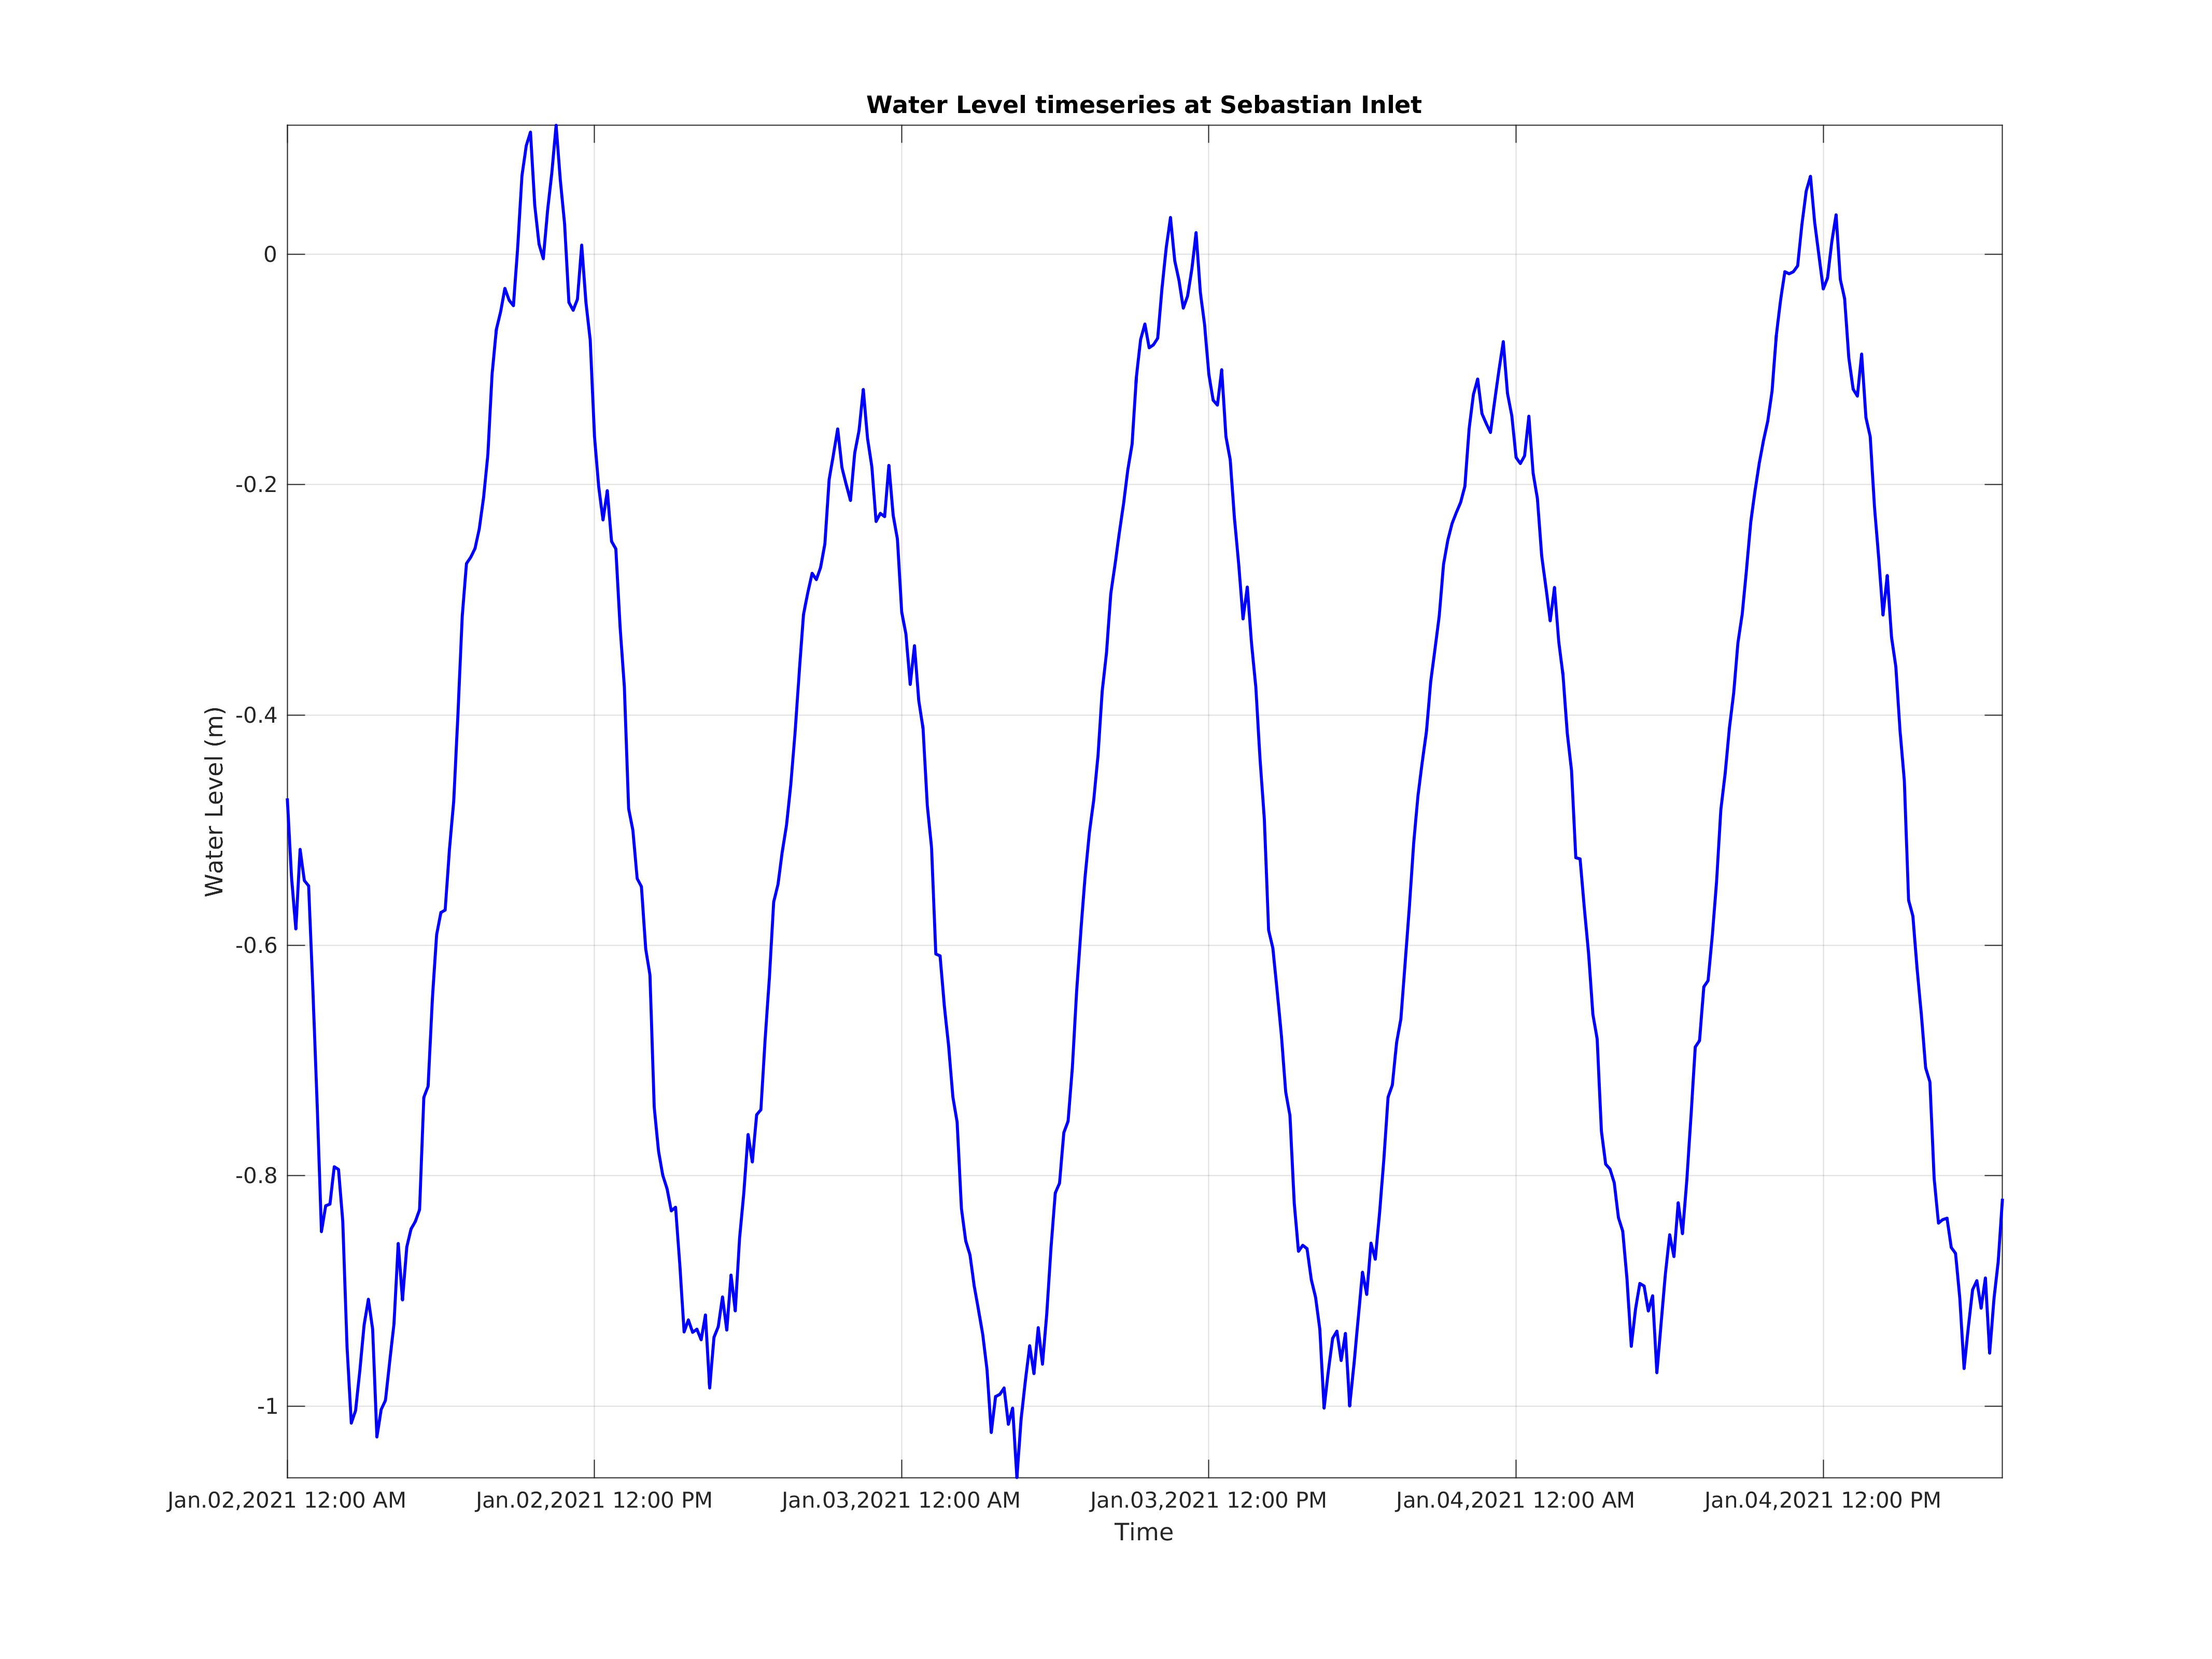 Water Level timeseries at Sebastian Inlet
0
-0.2
-0.4
-0.6
-0.8
-1
Water Level (m)
Jan.02,2021 12:00 AM
Jan.02,2021 12:00 PM
Jan.03,2021 12:00 AM
Jan.03,2021 12:00 PM
Jan.04,2021 12:00 AM
Jan.04,2021 12:00 PM
Time